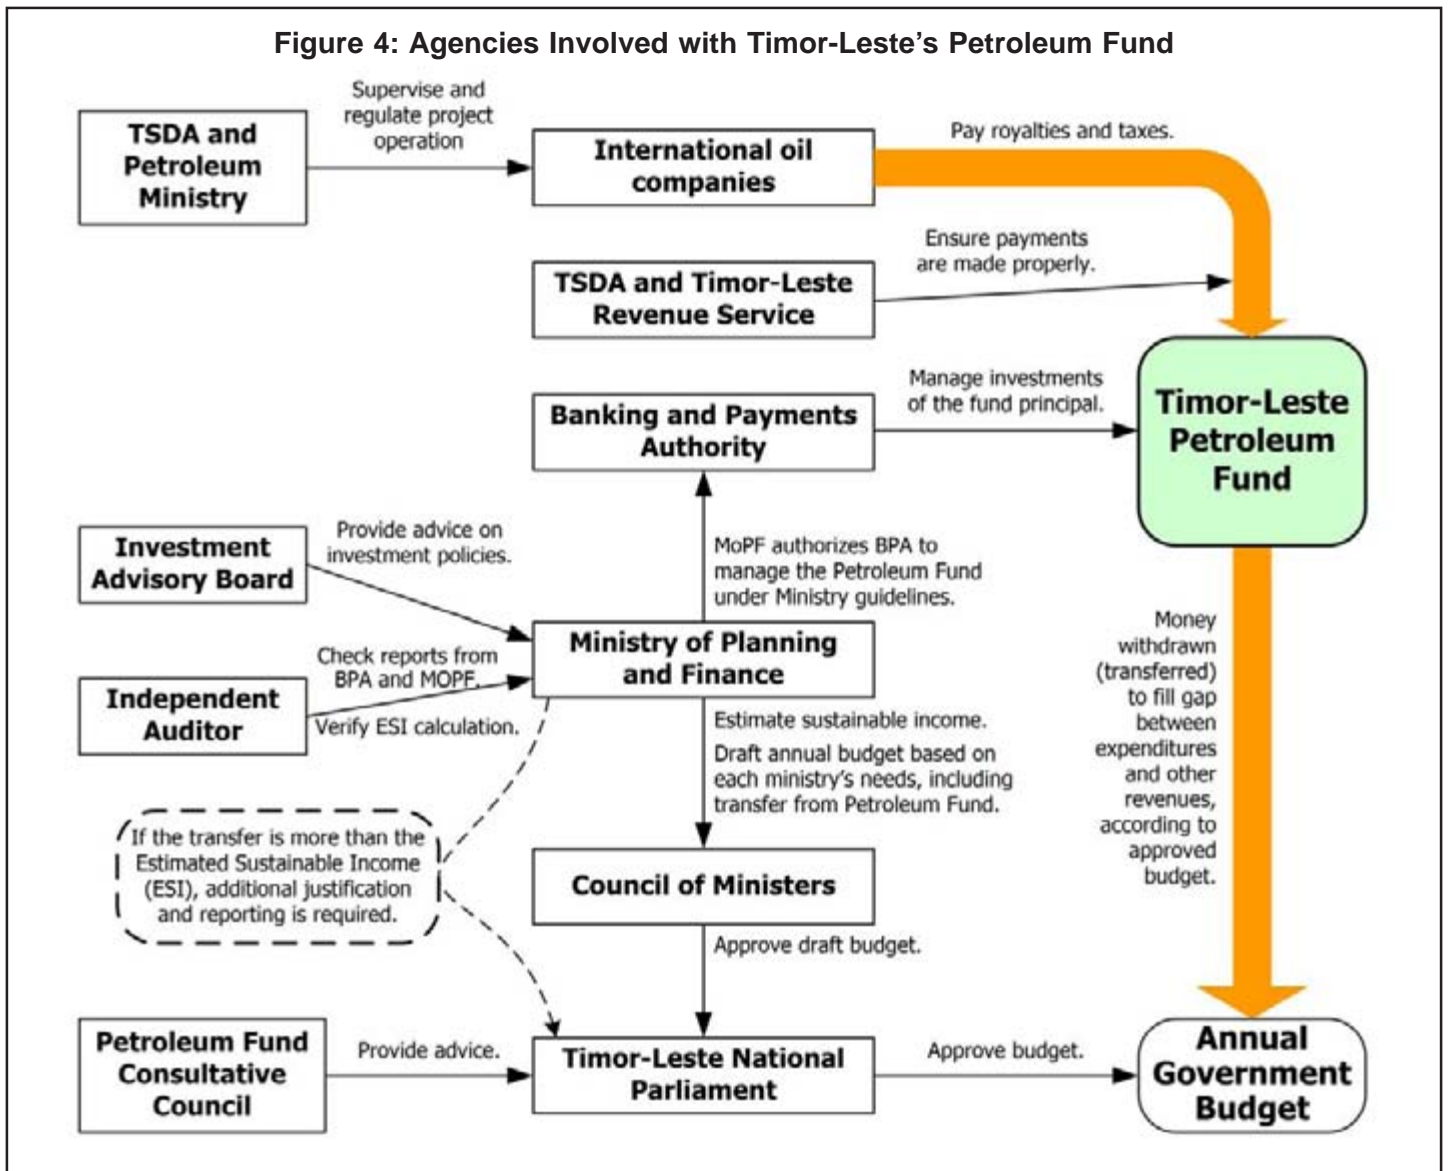 Figure 4: Agencies Involved with Timor-Leste's Petroleum Fund
TSDA and
Petroleum
Ministry
Supervise and
regulate project
operation
International oil
companies
Pay royalties and taxes.
TSDA and Timor-Leste
Revenue Service
Ensure payments
are made properly.
Banking and Payments
Authority
Manage investments
of the fund principal.
Timor-Leste
Petroleum
Fund
Investment
Advisory Board
Provide advice on
investment policies.
MoPF authorizes BPA to
manage the Petroleum Fund
under Ministry guidelines.
Ministry of Planning
and Finance
Independent
Auditor
Check reports from
BPA and MOPF.
Verify ESI calculation.
Estimate sustainable income.
Draft annual budget based on
each ministry's needs, including
transfer from Petroleum Fund.
Money
withdrawn
(transferred)
to fill gap
between
expenditures
and other
revenues,
according to
approved
budget.
If the transfer is more than the
Estimated Sustainable Income
(ESI), additional justification
and reporting is required.
Council of Ministers
Approve draft budget.
Petroleum Fund
Consultative
Council
Provide advice.
Timor-Leste National
Parliament
Approve budget.
Annual
Government
Budget